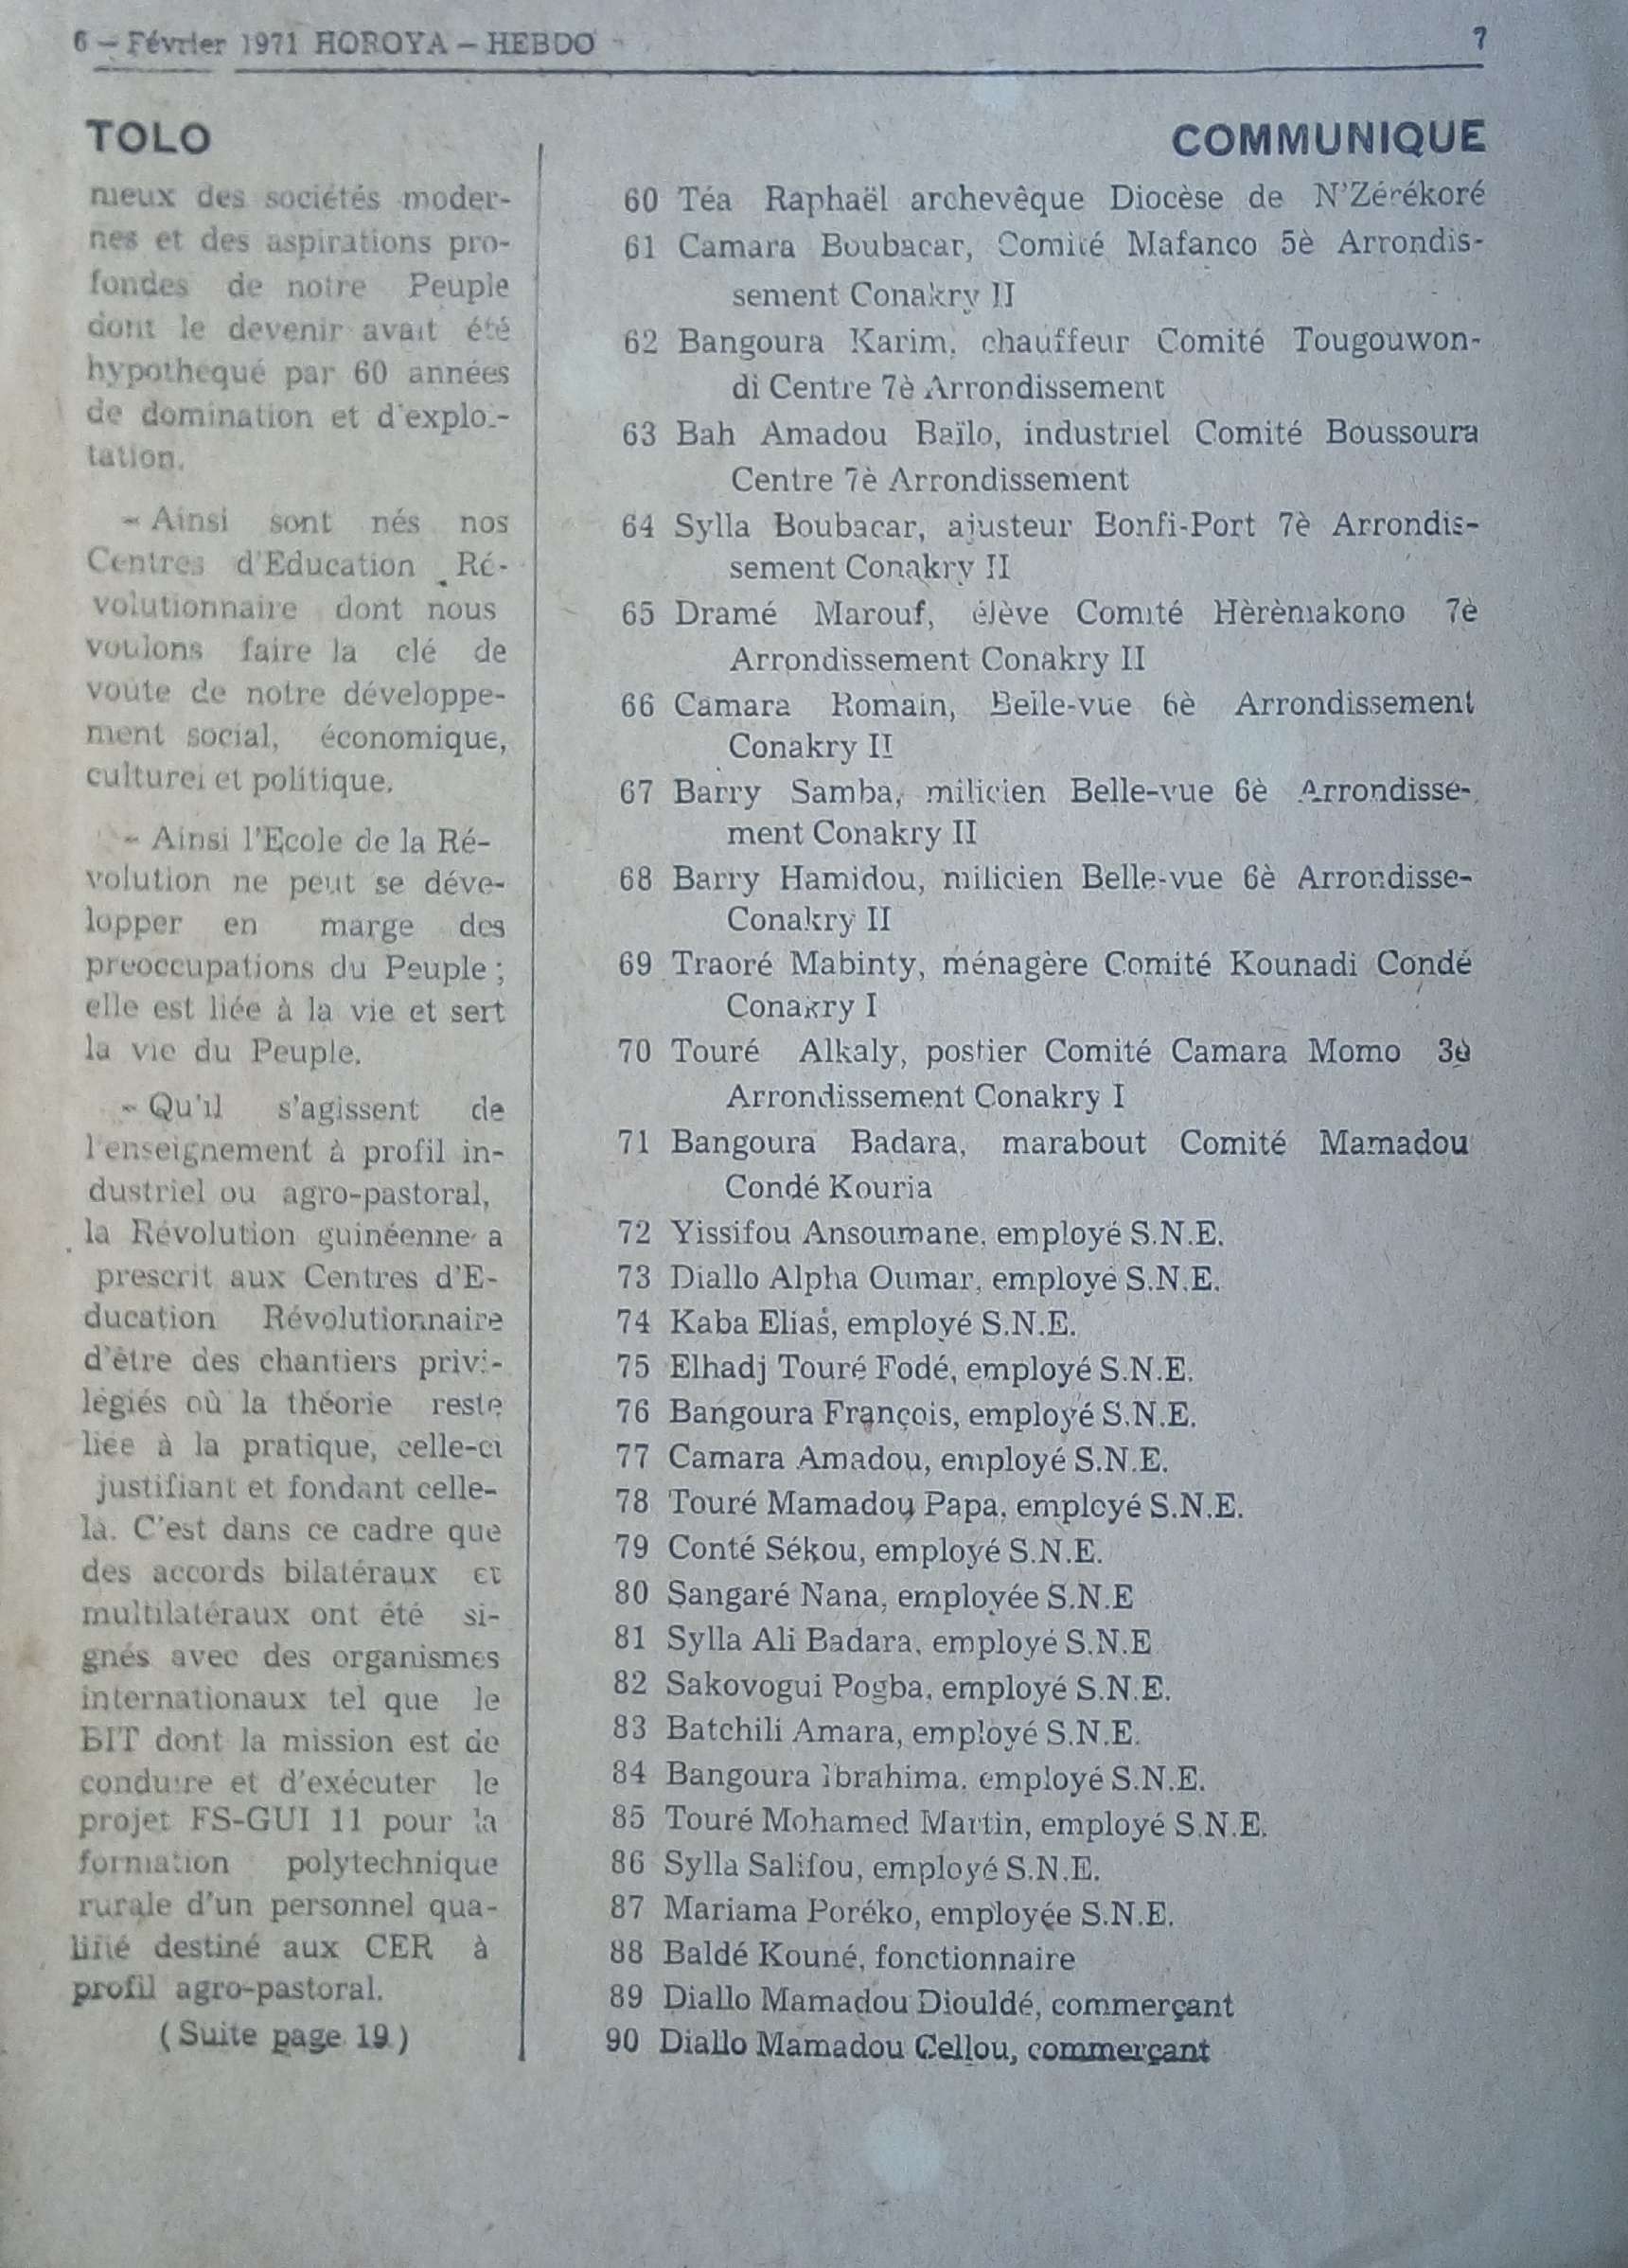 6 – Février 1971 HOROYA – HEBDO
7
TOLO
nieux des sociétés moder-
nes et des aspirations pro-
fondes de notre Peuple
dont le devenir avait été
hypothequé par 60 années
de domination et d'exploi-
tation.
– Ainsi sont nés nos
Centres d'Education Ré-
volutionnaire dont nous
voulons faire la clé de
voute de notre développe-
ment social, économique,
culturel et politique.
– Ainsi l'Ecole de la Ré-
volution ne peut se déve-
lopper en marge des
preoccupations du Peuple ;
elle est liée à la vie et sert
la vie du Peuple.
– Qu'il s'agissent de
l'enseignement à profil in-
dustriel ou agro-pastoral,
la Révolution guinéenne a
prescrit aux Centres d'E-
ducation Révolutionnaire
d'être des chantiers privi-
légiés où la théorie reste
liée à la pratique, celle-ci
justifiant et fondant celle-
là. C'est dans ce cadre que
des accords bilatéraux et
multilatéraux ont été si-
gnés avec des organismes
internationaux tel que le
BIT dont la mission est de
conduire et d'exécuter le
projet FS-GUI 11 pour la
formation polytechnique
rurale d'un personnel qua-
lifié destiné aux CER à
profil agro-pastoral.
(Suite page 19)
COMMUNIQUE
60 Téa Raphaël archevêque Diocèse de N'Zérékoré
61 Camara Boubacar, Comité Mafanco 5è Arrondis-
sement Conakry II
62 Bangoura Karim, chauffeur Comité Tougouwon-
di Centre 7è Arrondissement
63 Bah Amadou Baïlo, industriel Comité Boussoura
Centre 7è Arrondissement
64 Sylla Boubacar, ajusteur Bonfi-Port 7è Arrondis-
sement Conakry II
65 Dramé Marouf, élève Comité Hèrèmakono 7è
Arrondissement Conakry II
66 Camara Romain, Belle-vue 6è Arrondissement
Conakry II
67 Barry Samba, milicien Belle-vue 6è Arrondisse-
ment Conakry II
68 Barry Hamidou, milicien Belle-vue 6è Arrondisse-
Conakry II
69 Traoré Mabinty, ménagère Comité Kounadi Condé
Conakry I
70 Touré Alkaly, postier Comité Camara Momo 3è
Arrondissement Conakry I
71 Bangoura Badara, marabout Comité Mamadou
Condé Kouria
72 Yissifou Ansoumane, employé S.N.E.
73 Diallo Alpha Oumar, employé S.N.E.
74 Kaba Elias, employé S.N.E.
75 Elhadj Touré Fodé, employé S.N.E.
76 Bangoura François, employé S.N.E.
77 Camara Amadou, employé S.N.E.
78 Touré Mamadou Papa, employé S.N.E.
79 Conté Sékou, employé S.N.E.
80 Sangaré Nana, employée S.N.E
81 Sylla Ali Badara, employé S.N.E
82 Sakovogui Pogba, employé S.N.E.
83 Batchili Amara, employé S.N.E.
84 Bangoura Ibrahima, employé S.N.E.
85 Touré Mohamed Martin, employé S.N.E.
86 Sylla Salifou, employé S.N.E.
87 Mariama Poréko, employée S.N.E.
88 Baldé Kouné, fonctionnaire
89 Diallo Mamadou Diouldé, commerçant
90 Diallo Mamadou Cellou, commerçant